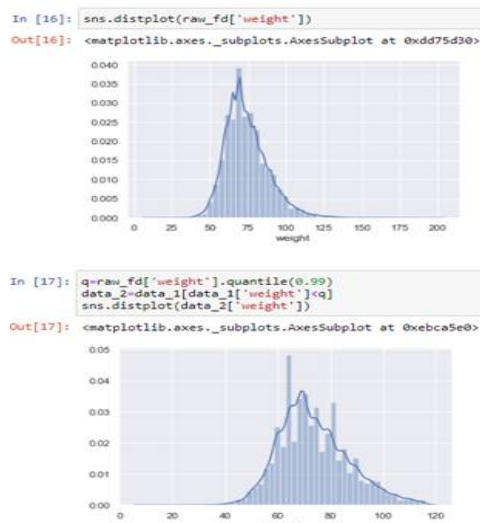 In [16]: sns.distplot(raw_fd['weight'])
Out[16]: <matplotlib.axes._subplots.AxesSubplot at 0xdd75d30>
0.040
0.035
0.030
0.025
0.020
0.015
0.010
0.005
0.000
0 25 50 75 100 125 150 175 200
weight
In [17]: q=raw_fd['weight'].quantile(0.99)
data_2=data_1[data_1['weight']<q]
sns.distplot(data_2['weight'])
Out[17]: <matplotlib.axes._subplots.AxesSubplot at 0xebca5e0>
0.05
0.04
0.03
0.02
0.01
0.00
0 20 40 60 80 100 120